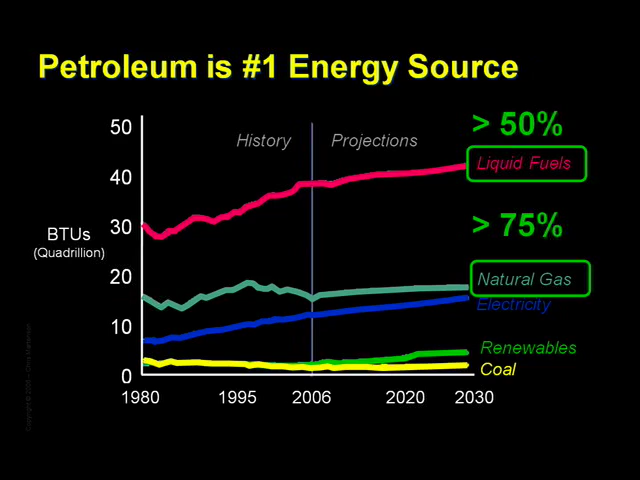 Petroleum is #1 Energy Source
> 50%
50
History
Projections
Liquid Fuels
40
> 75%
30
BTUs
(Quadrillion)
20
Natural Gas
Electricity
10
Renewables
Coal
0
1980
1995
2006
2020
2030